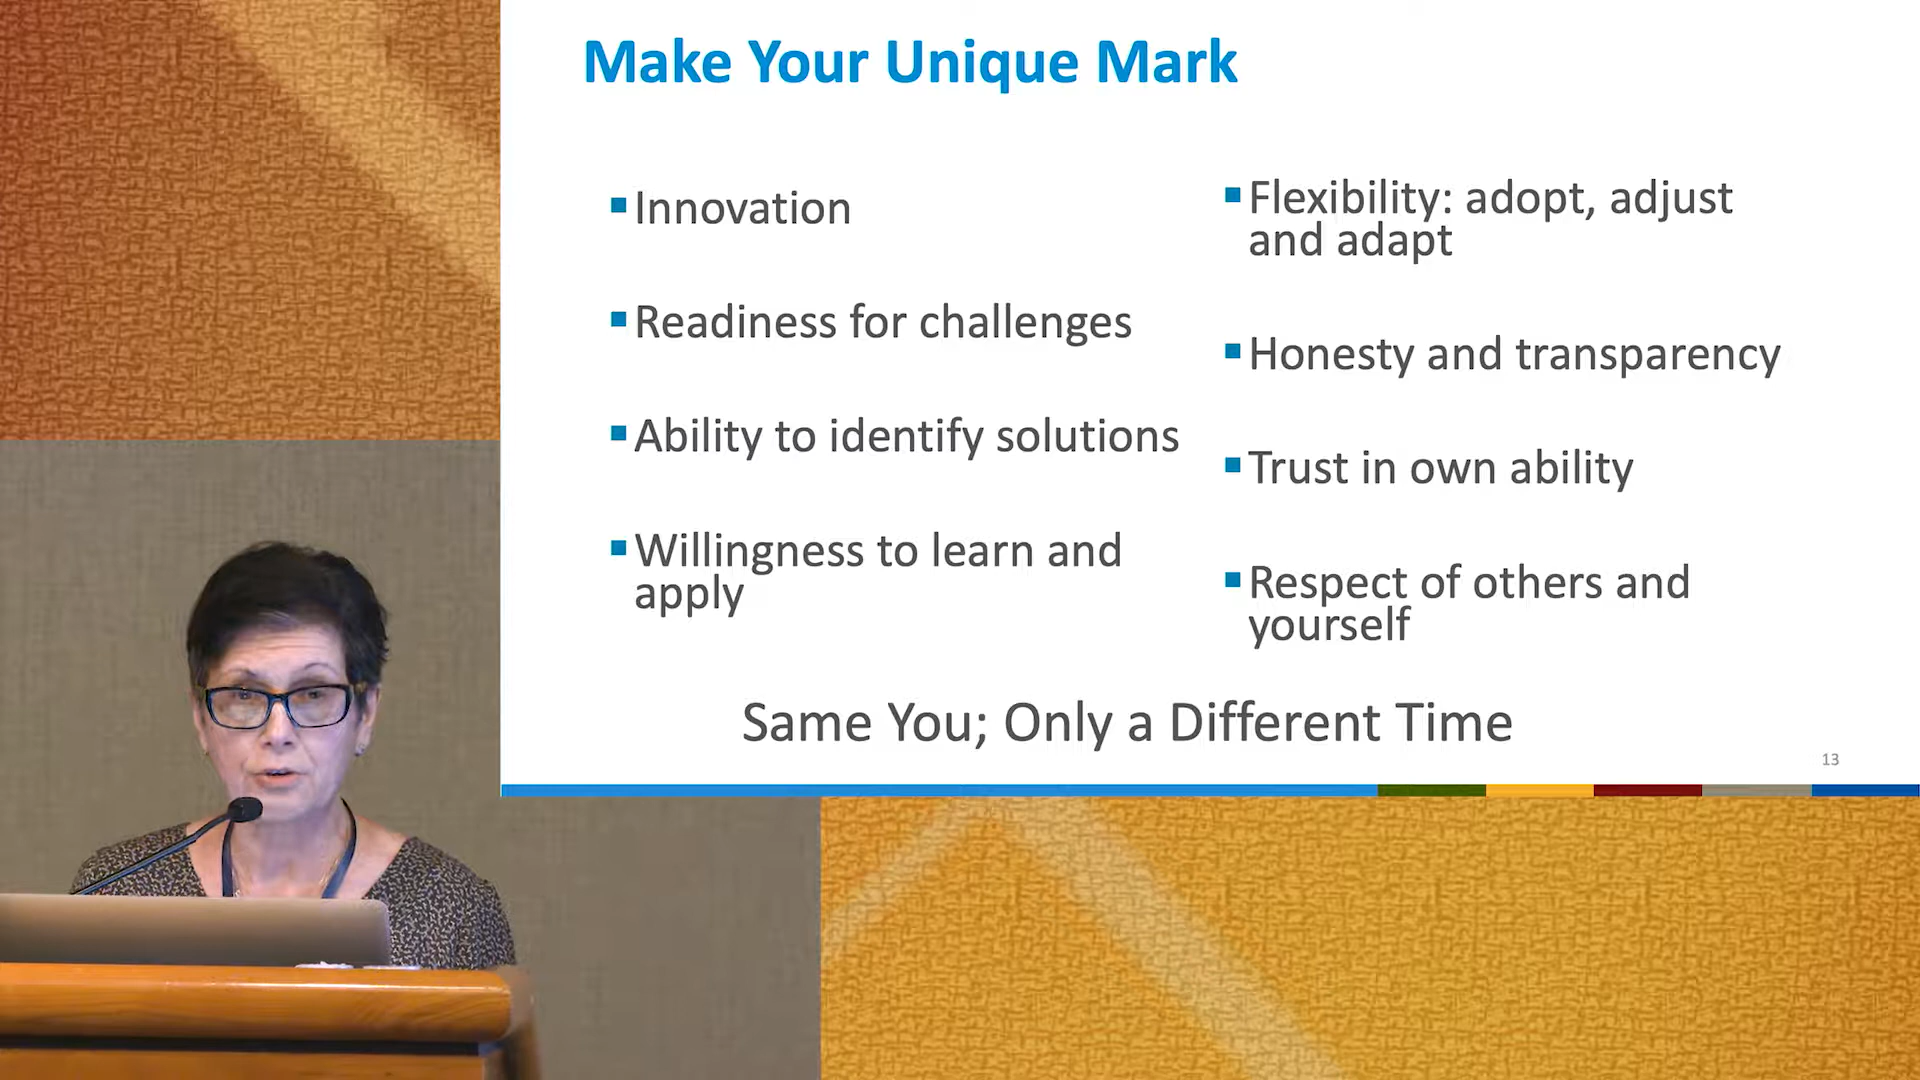 Make Your Unique Mark
▪Innovation
▪Readiness for challenges
▪Ability to identify solutions
▪Willingness to learn and
apply
▪Flexibility: adopt, adjust
and adapt
▪Honesty and transparency
▪Trust in own ability
▪Respect of others and
yourself
Same You; Only a Different Time
13